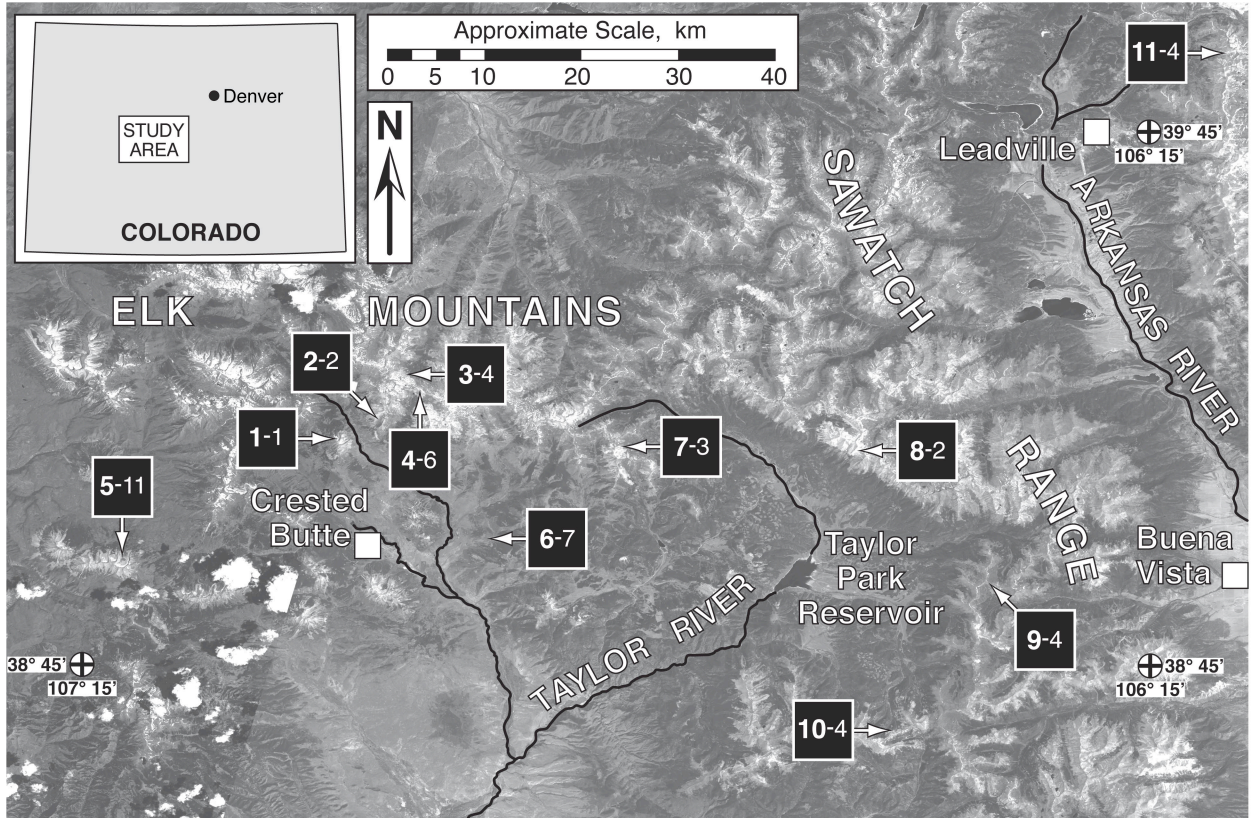 Denver
STUDY
AREA
COLORADO
Approximate Scale, km
0 5 10 20 30 40
N
11-4
Leadville
39° 45'
106° 15'
SAWATCH
ARKANSAS RIVER
ELK MOUNTAINS
2-2
3-4
1-1
4-6
7-3
8-2
RANGE
5-11
Crested
Butte
6-7
Taylor
Park
Reservoir
Buena
Vista
TAYLOR RIVER
9-4
38° 45'
107° 15'
38° 45'
106° 15'
10-4